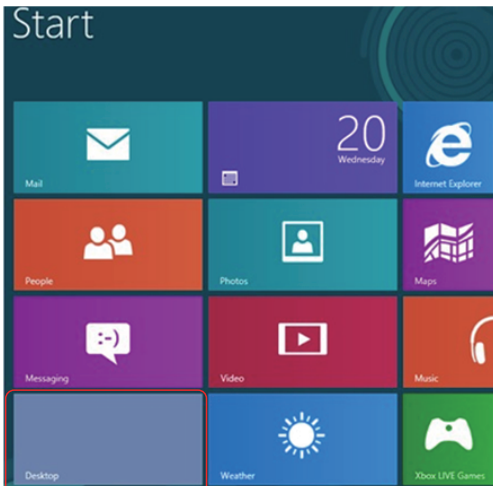 Start
Mail
20
Wednesday
Internet Explorer
People
Photos
Maps
Messaging
:-)
Video
Music
Desktop
Weather
Xbox LIVE Games